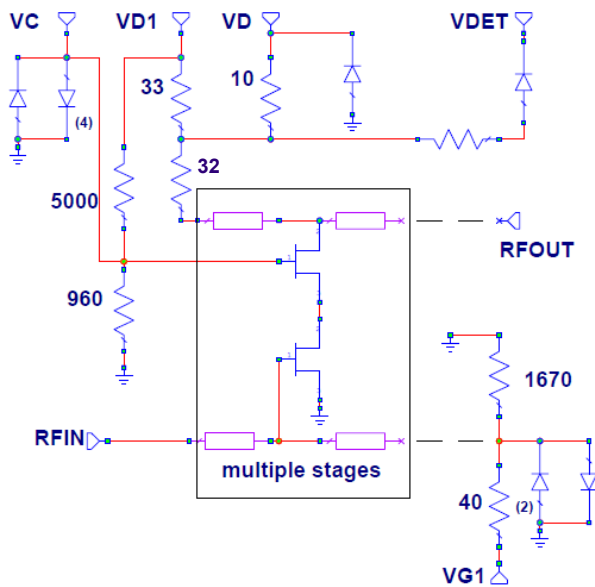 VC
VD1
VD
VDET
33
10
(4)
32
5000
RFOUT
960
1670
RFIN
multiple stages
40
(2)
VG1